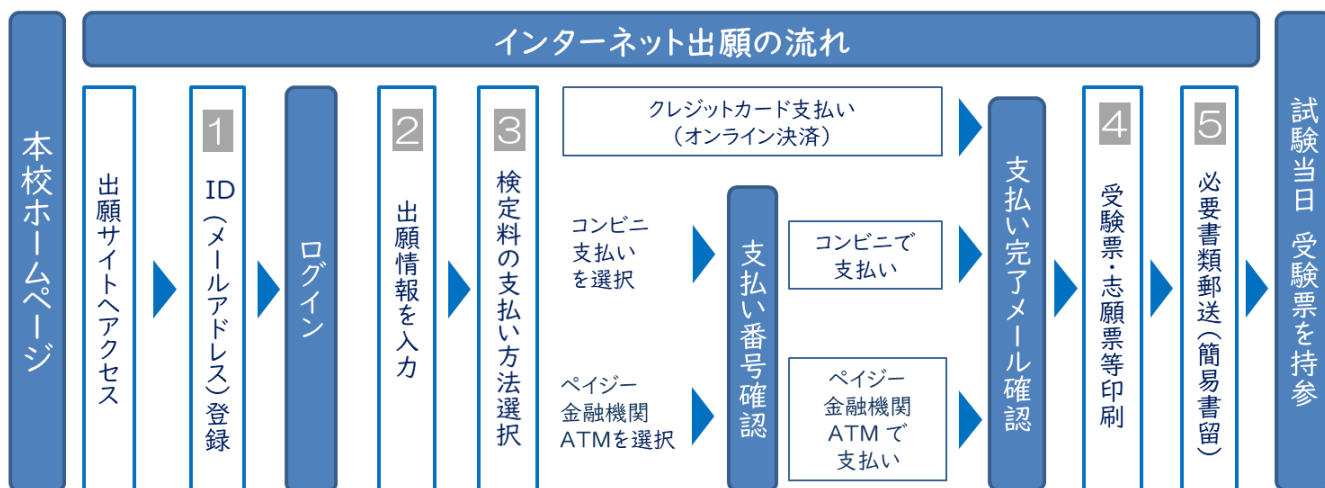 インターネット出願の流れ
本校ホームページ
出願サイトへアクセス
1
ID(メールアドレス)登録
ログイン
2
出願情報を入力
3
検定料の支払い方法選択
クレジットカード支払い
(オンライン決済)
コンビニ
支払い
を選択
ペイジー
金融機関
ATMを選択
支払い番号確認
コンビニで
支払い
ペイジー
金融機関
ATM で
支払い
支払い完了メール確認
4
受験票・志願票等印刷
5
必要書類郵送(簡易書留)
試験当日 受験票を持参